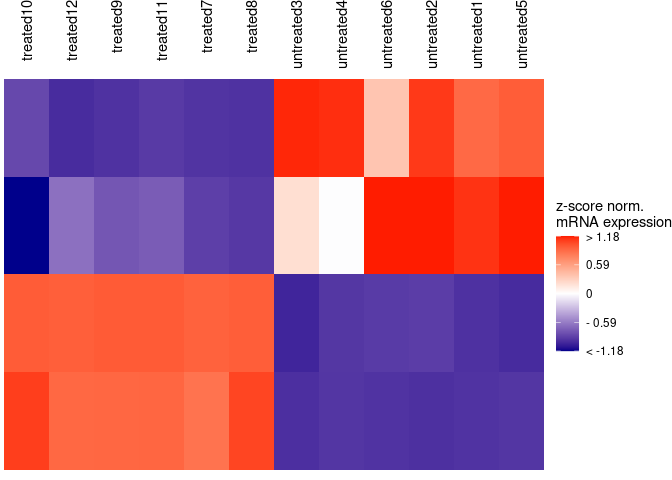 treated10
treated12
treated9
treated11
treated7
treated8
untreated3
untreated4
untreated6
untreated2
untreated1
untreated5
z-score norm.
mRNA expression
> 1.18
0.59
0
- 0.59
< -1.18